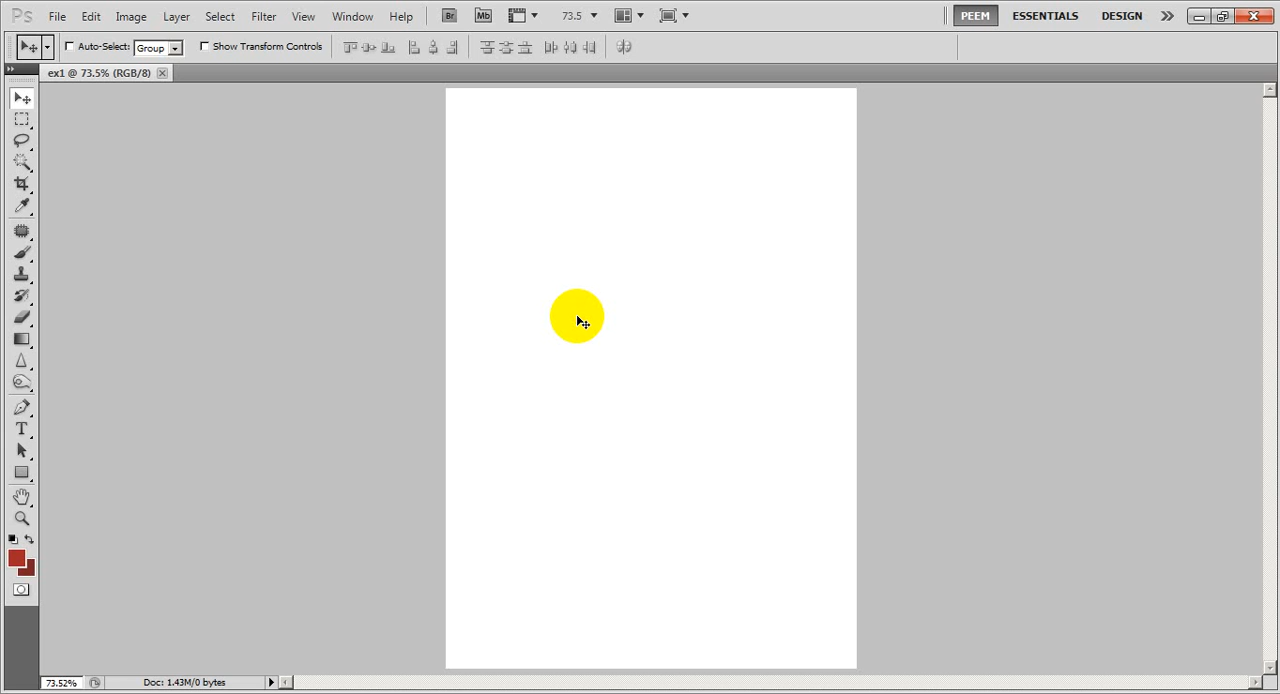 Ps File Edit Image Layer Select Filter View Window Help Br Mb 73.5 PEEM ESSENTIALS DESIGN
Auto-Select: Group Show Transform Controls
ex1 @ 73.5% (RGB/8)
T
73.52% Doc: 1.43M/0 bytes